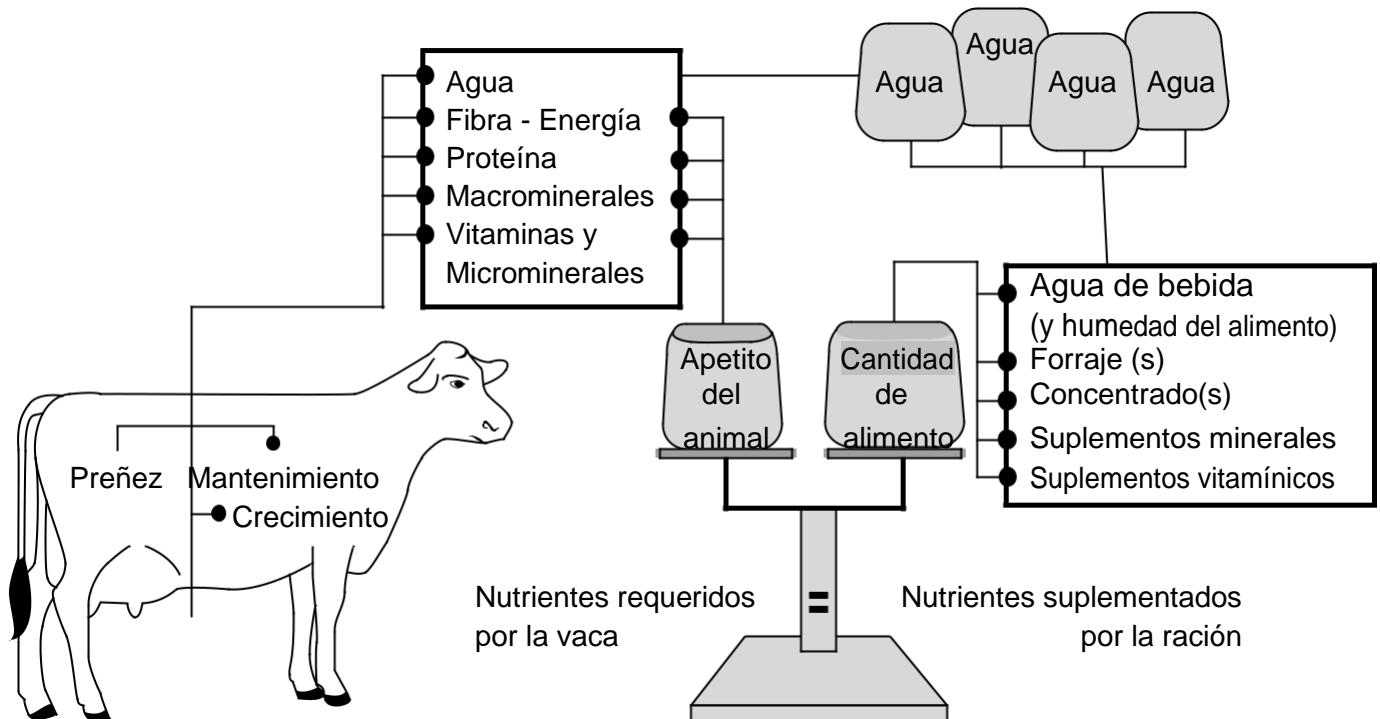 Agua
Fibra - Energía
Proteína
Macrominerales
Vitaminas y
Microminerales
Agua
Agua
Agua
Agua
Agua de bebida
(y humedad del alimento)
Forraje (s)
Concentrado(s)
Suplementos minerales
Suplementos vitamínicos
Apetito
del
animal
Cantidad
de
alimento
Preñez
Mantenimiento
Crecimiento
Nutrientes requeridos
por la vaca
=
Nutrientes suplementados
por la ración